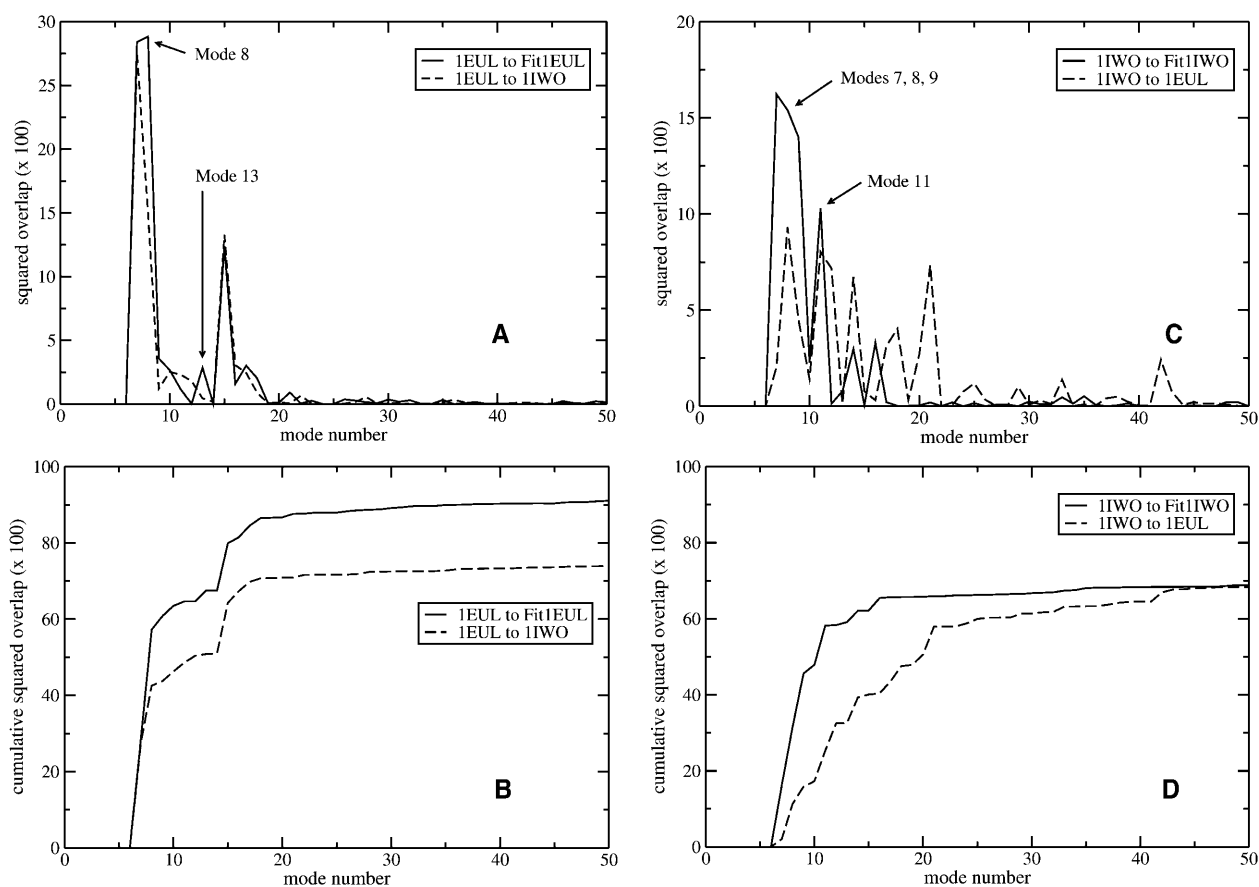 30
25
20
15
10
5
0
squared overlap (x 100)
Mode 8
Mode 13
1EUL to Fit1EUL
1EUL to 1IWO
A
0 10 20 30 40 50
mode number
20
15
10
5
0
squared overlap (x 100)
Modes 7, 8, 9
Mode 11
1IWO to Fit1IWO
1IWO to 1EUL
C
0 10 20 30 40 50
mode number
100
80
60
40
20
0
cumulative squared overlap (x 100)
1EUL to Fit1EUL
1EUL to 1IWO
B
0 10 20 30 40 50
mode number
100
80
60
40
20
0
cumulative squared overlap (x 100)
1IWO to Fit1IWO
1IWO to 1EUL
D
0 10 20 30 40 50
mode number